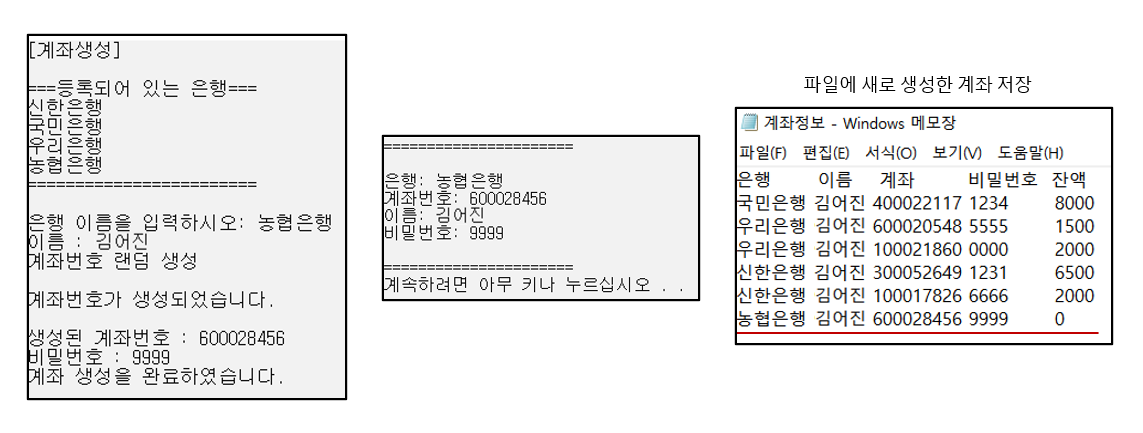 [계좌생성]
===등록되어 있는 은행===
신한은행
국민은행
우리은행
농협은행
========================
은행 이름을 입력하시오: 농협은행
이름 : 김어진
계좌번호 랜덤 생성
계좌번호가 생성되었습니다.
생성된 계좌번호 : 600028456
비밀번호 : 9999
계좌 생성을 완료하였습니다.
====================
은행: 농협은행
계좌번호: 600028456
이름: 김어진
비밀번호: 9999
====================
계속하려면 아무 키나 누르십시오 . .
파일에 새로 생성한 계좌 저장
계좌정보 - Windows 메모장
파일(F) 편집(E) 서식(O) 보기(V) 도움말(H)
은행 이름 계좌 비밀번호 잔액
국민은행 김어진 400022117 1234 8000
우리은행 김어진 600020548 5555 1500
우리은행 김어진 100021860 0000 2000
신한은행 김어진 300052649 1231 6500
신한은행 김어진 100017826 6666 2000
농협은행 김어진 600028456 9999 0